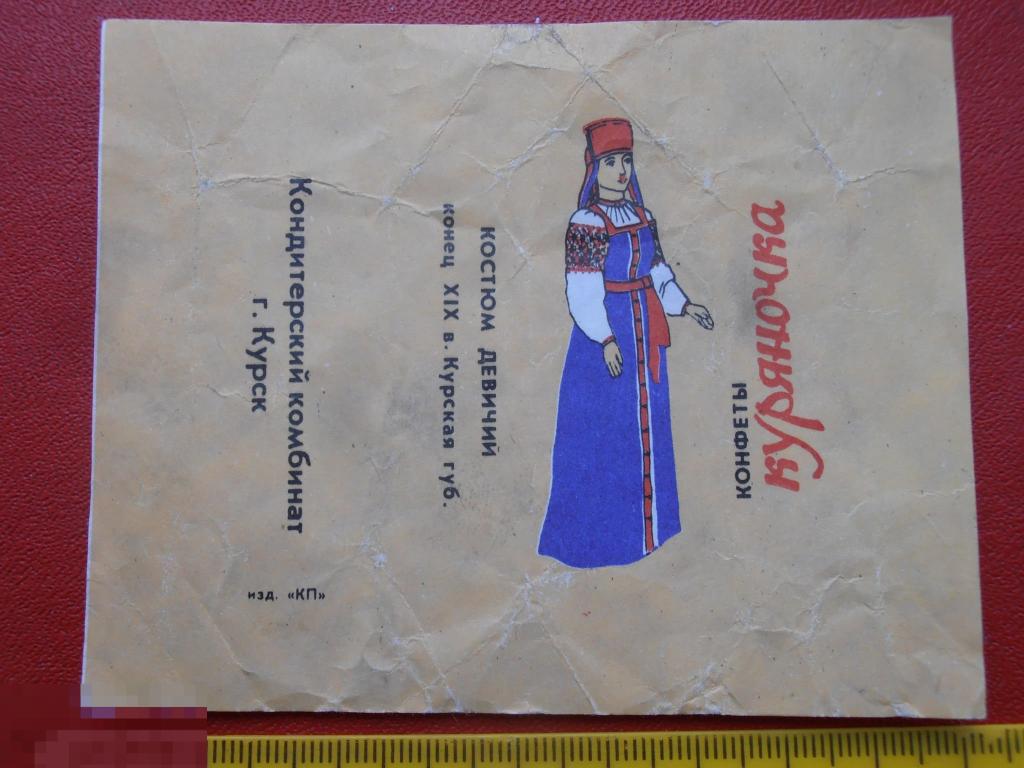 КОНФЕТЫ
Куряночка
КОСТЮМ ДЕВИЧИЙ
конец XIX в. Курская губ.
Кондитерский комбинат
г. Курск
изд. «КП»